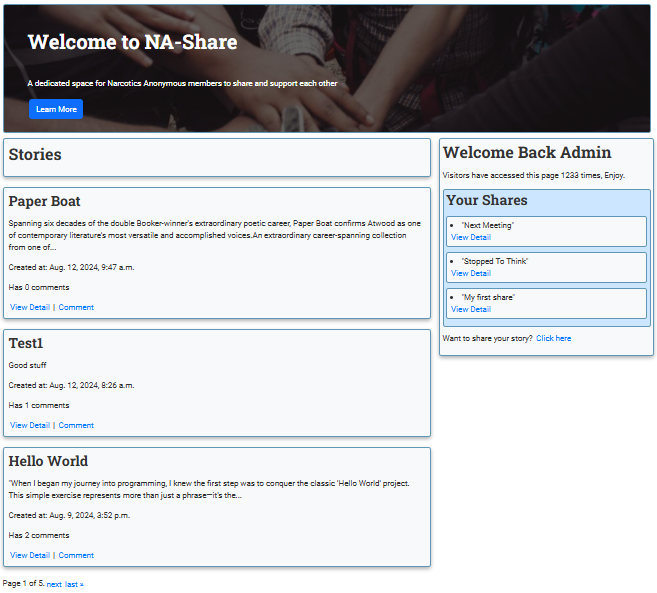 Welcome to NA-Share
A dedicated space for Narcotics Anonymous members to share and support each other
Learn More
Stories
Paper Boat
Spanning six decades of the double Booker-winner's extraordinary poetic career, Paper Boat confirms Atwood as one
of contemporary literature's most versatile and accomplished voices.An extraordinary career-spanning collection
from one of...
Created at: Aug. 12, 2024, 9:47 a.m.
Has 0 comments
View Detail | Comment
Test1
Good stuff
Created at: Aug. 12, 2024, 8:26 a.m.
Has 1 comments
View Detail | Comment
Hello World
"When I began my journey into programming, I knew the first step was to conquer the classic 'Hello World' project.
This simple exercise represents more than just a phrase—it's the...
Created at: Aug. 9, 2024, 3:52 p.m.
Has 2 comments
View Detail | Comment
Page 1 of 5. next last »
Welcome Back Admin
Visitors have accessed this page 1233 times, Enjoy.
Your Shares
• "Next Meeting"
View Detail
• "Stopped To Think"
View Detail
• "My first share"
View Detail
Want to share your story? Click here